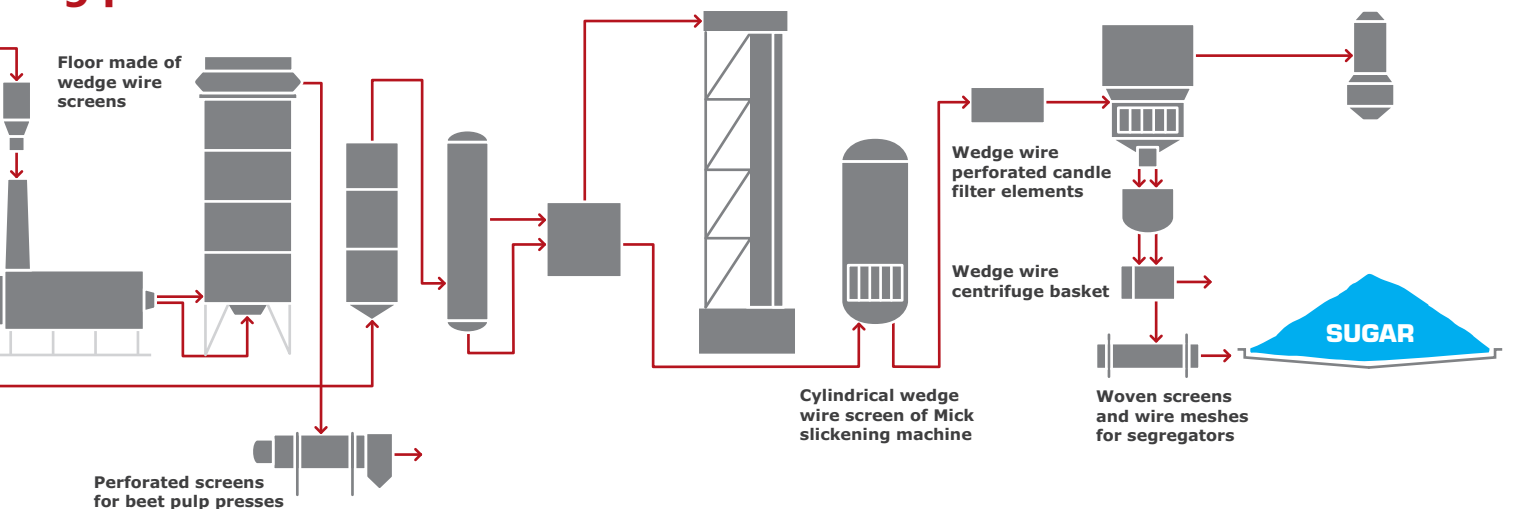 Floor made of
wedge wire
screens
Wedge wire
perforated candle
filter elements
Wedge wire
centrifuge basket
SUGAR
Cylindrical wedge
wire screen of Mick
slickening machine
Woven screens
and wire meshes
for segregators
Perforated screens
for beet pulp presses